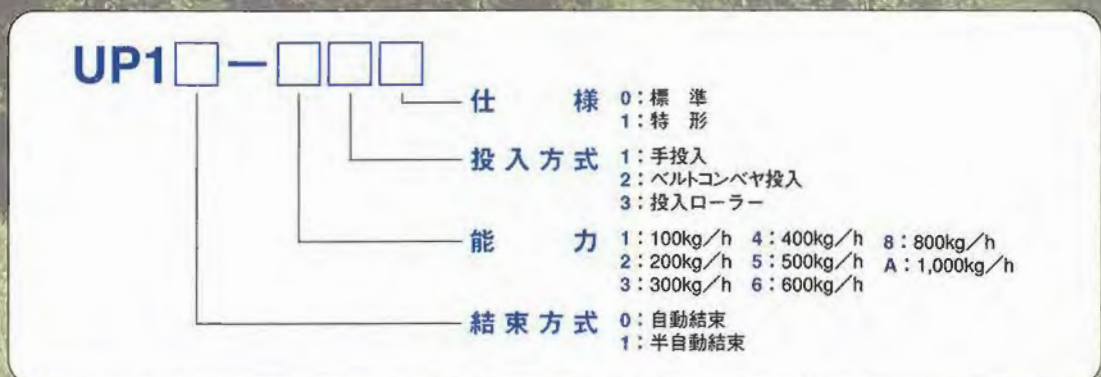 UP1□－□□□
仕様 0：標準
1：特形
投入方式 1：手投入
2：ベルトコンベヤ投入
3：投入ローラー
能力 1：100kg／h 4：400kg／h 8：800kg／h
2：200kg／h 5：500kg／h A：1,000kg／h
3：300kg／h 6：600kg／h
結束方式 0：自動結束
1：半自動結束